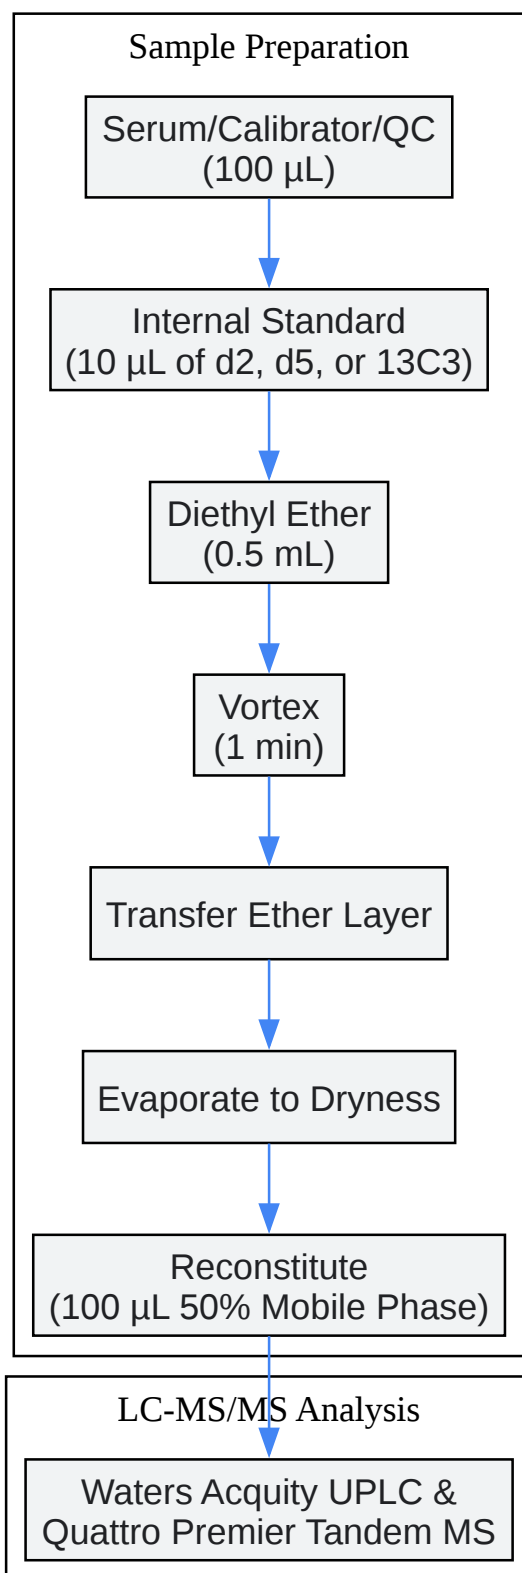 Sample Preparation
Serum/Calibrator/QC
(100 µL)
Internal Standard
(10 µL of d2, d5, or 13C3)
Diethyl Ether
(0.5 mL)
Vortex
(1 min)
Transfer Ether Layer
Evaporate to Dryness
Reconstitute
(100 µL 50% Mobile Phase)
LC-MS/MS Analysis
Waters Acquity UPLC &
Quattro Premier Tandem MS